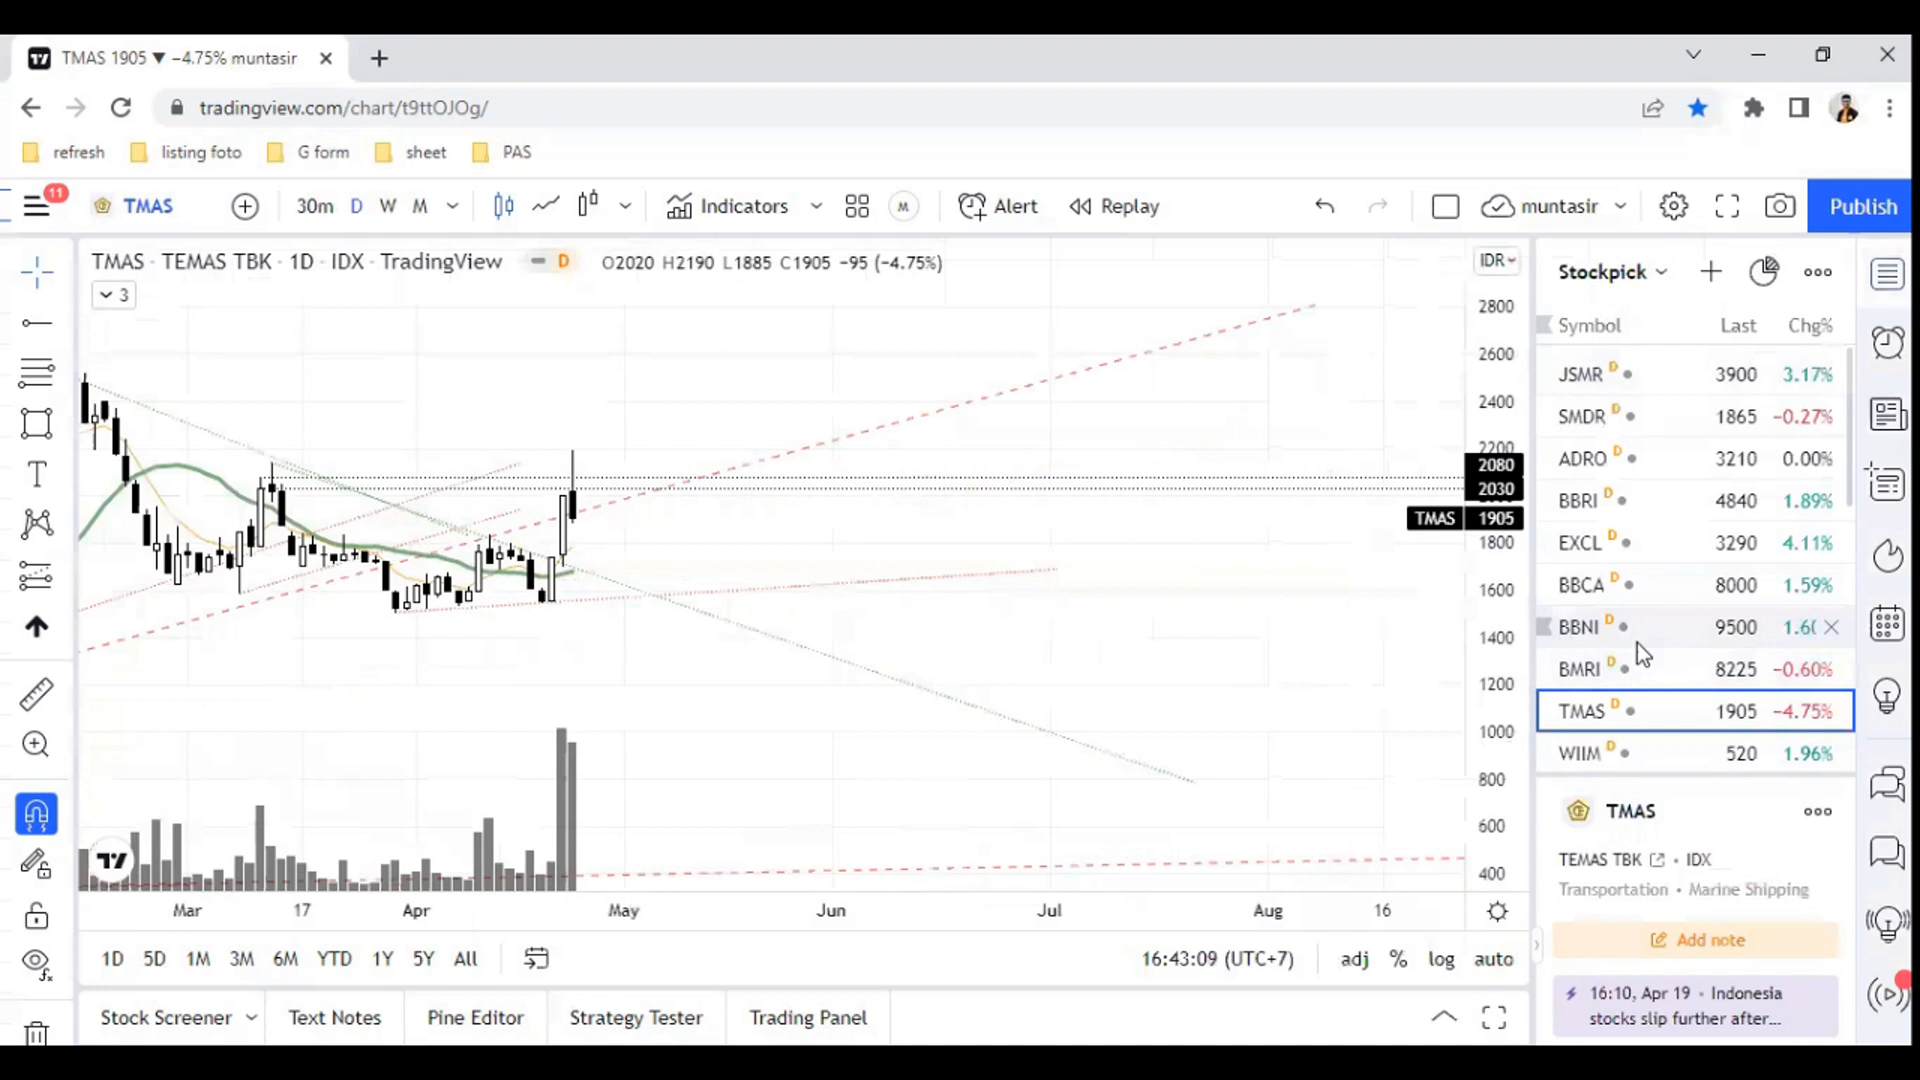 TMAS 1905 ▼ −4.75% muntasir
tradingview.com/chart/t9ttOJOg/
refresh
listing foto
G form
sheet
PAS
11
TMAS
30m
D
W
M
Indicators
M
Alert
Replay
muntasir
Publish
TMAS · TEMAS TBK · 1D · IDX · TradingView
D
O2020 H2190 L1885 C1905 −95 (−4.75%)
3
IDR
2800
2600
2400
2200
2080
2030
TMAS 1905
1800
1600
1400
1200
1000
800
600
400
Mar
17
Apr
May
Jun
Jul
Aug
16
1D
5D
1M
3M
6M
YTD
1Y
5Y
All
16:43:09 (UTC+7)
adj
%
log
auto
Stock Screener
Text Notes
Pine Editor
Strategy Tester
Trading Panel
Stockpick
Symbol Last Chg%
JSMR D 3900 3.17%
SMDR D 1865 −0.27%
ADRO D 3210 0.00%
BBRI D 4840 1.89%
EXCL D 3290 4.11%
BBCA D 8000 1.59%
BBNI D 9500 1.6
BMRI D 8225 −0.60%
TMAS D 1905 −4.75%
WIIM D 520 1.96%
TMAS
TEMAS TBK · IDX
Transportation · Marine Shipping
Add note
16:10, Apr 19 · Indonesia
stocks slip further after...